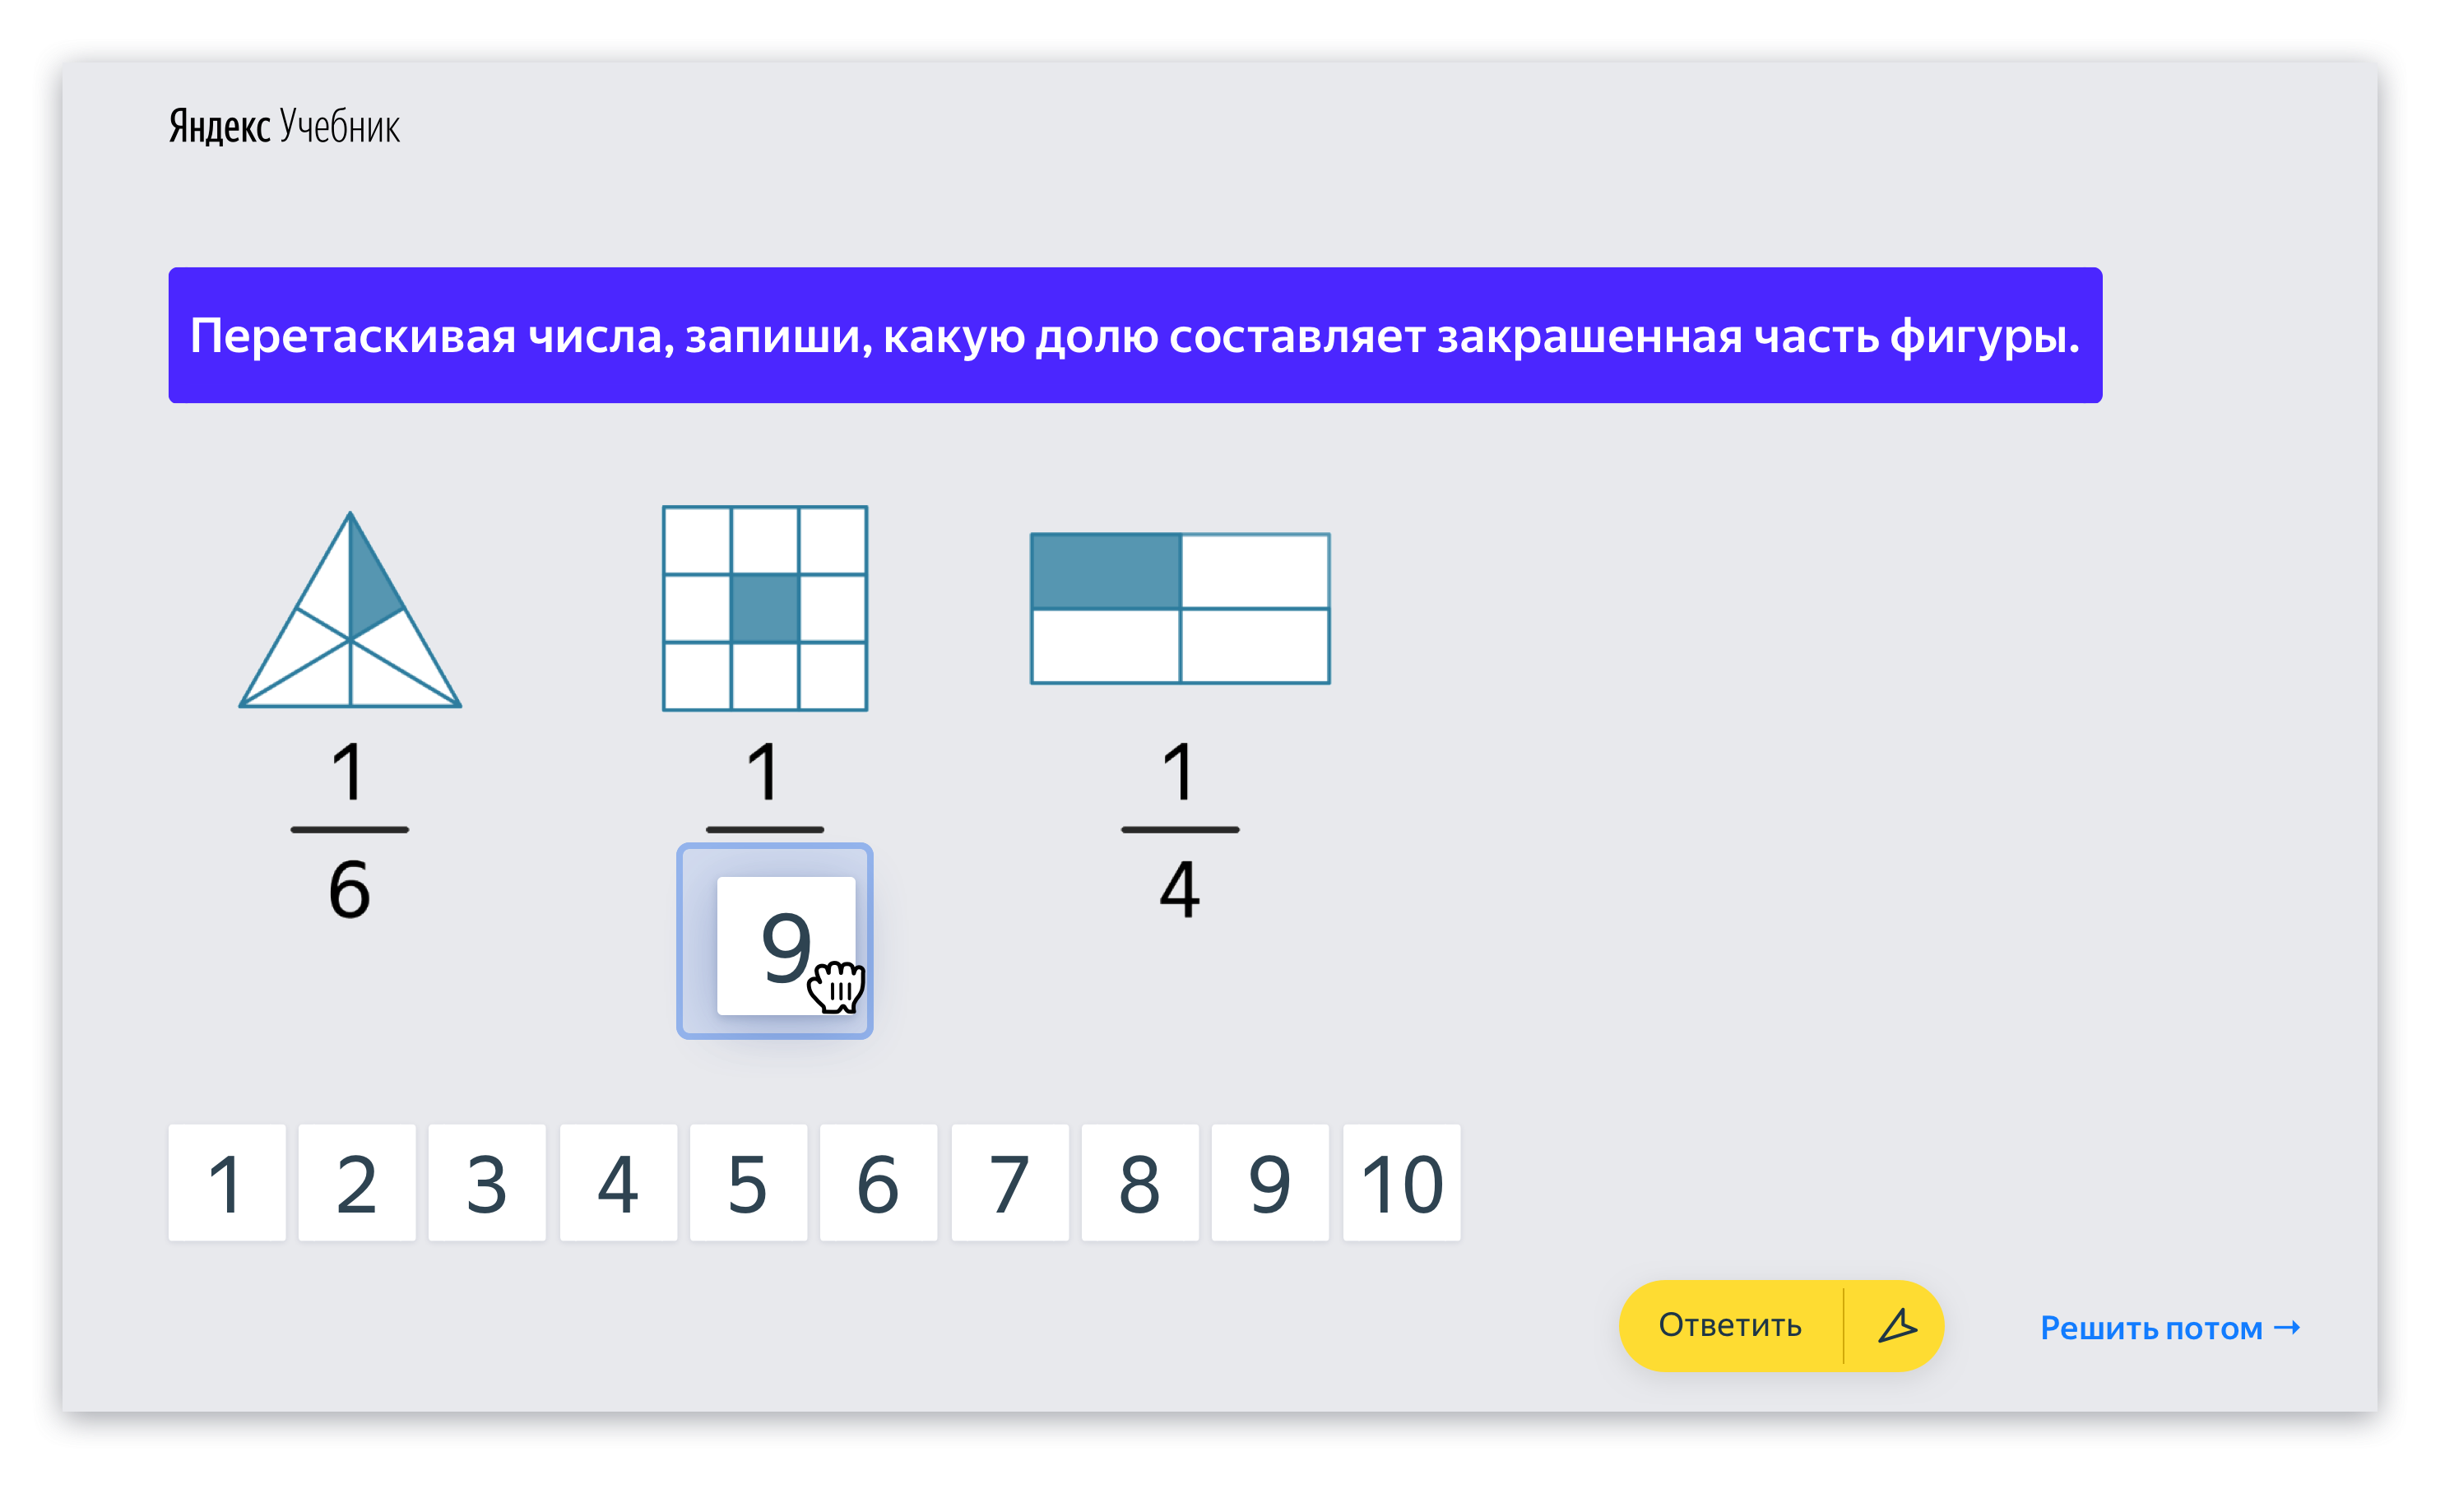 Яндекс Учебник
Перетаскивая числа, запиши, какую долю составляет закрашенная часть фигуры.
1 1 1
6 9 4
1 2 3 4 5 6 7 8 9 10
Ответить Решить потом →